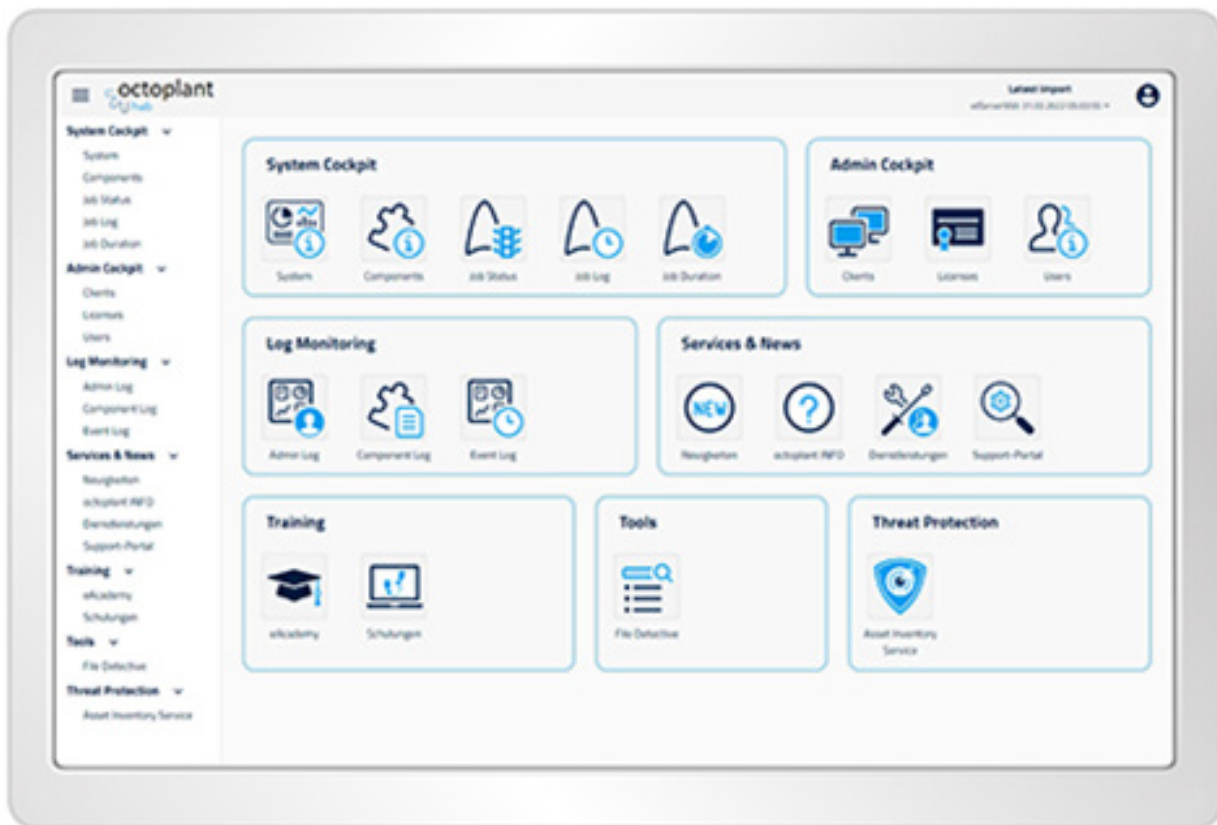 octoplant
hub
Latest Import
System Cockpit
System
Components
Job Status
Job Log
Job Duration
Admin Cockpit
Clients
Licenses
Users
Log Monitoring
Admin Log
Component Log
Event Log
Services & News
Neuigkeiten
octoplant INFO
Dienstleistungen
Support-Portal
Training
eAcademy
Schulungen
Tools
File Detective
Threat Protection
Asset Inventory Service
System Cockpit
System
Components
Job Status
Job Log
Job Duration
Admin Cockpit
Clients
Licenses
Users
Log Monitoring
Admin Log
Component Log
Event Log
Services & News
NEW
Neuigkeiten
octoplant INFO
Dienstleistungen
Support-Portal
Training
eAcademy
Schulungen
Tools
File Detective
Threat Protection
Asset Inventory
Service